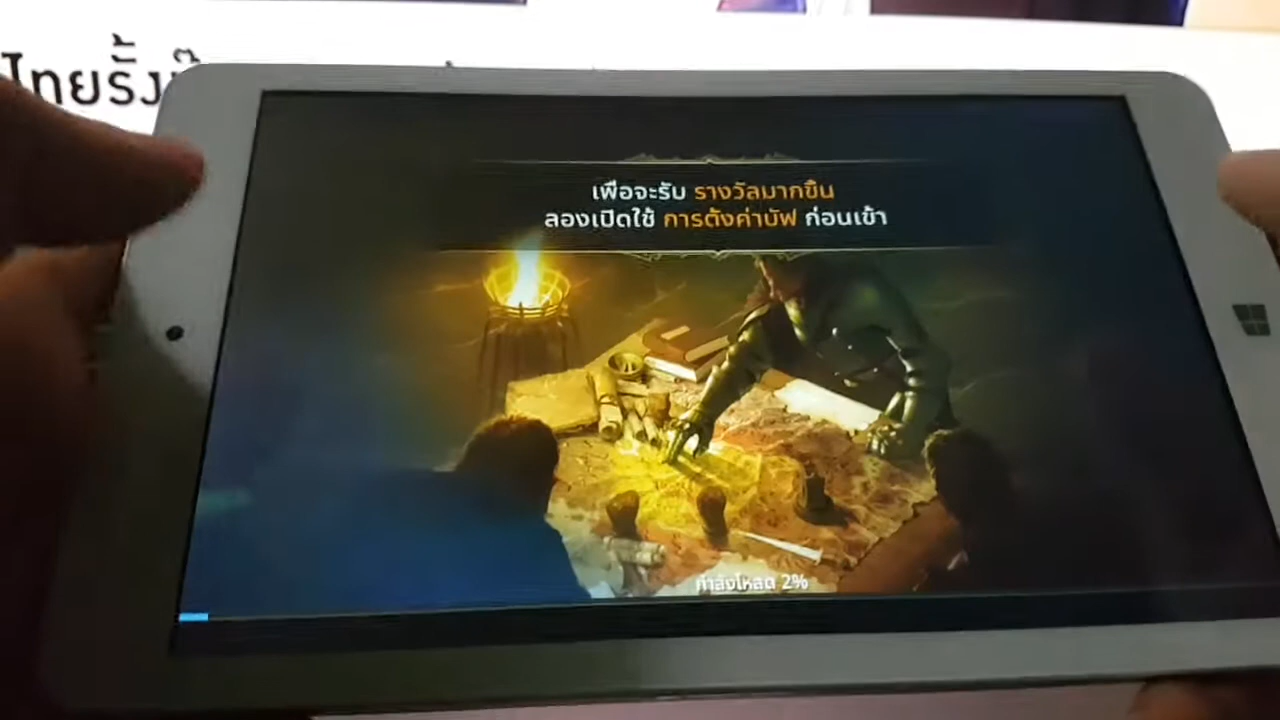 ไทยรั้ง
เพื่อจะรับ รางวัลมากขึ้น
ลองเปิดใช้ การตั้งค่าบัฟ ก่อนเข้า
กำลังโหลด 2%